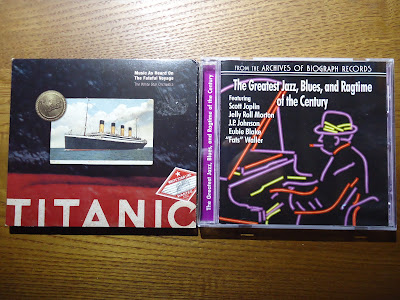 Music As Heard On
The Fateful Voyage
The White Star Orchestra
TITANIC
The Greatest Jazz, Blues, and Ragtime of the Century
FROM THE ARCHIVES OF BIOGRAPH RECORDS
The Greatest Jazz, Blues, and Ragtime
of the Century
Featuring
Scott Joplin
Jelly Roll Morton
J.P. Johnson
Eubie Blake
"Fats" Waller